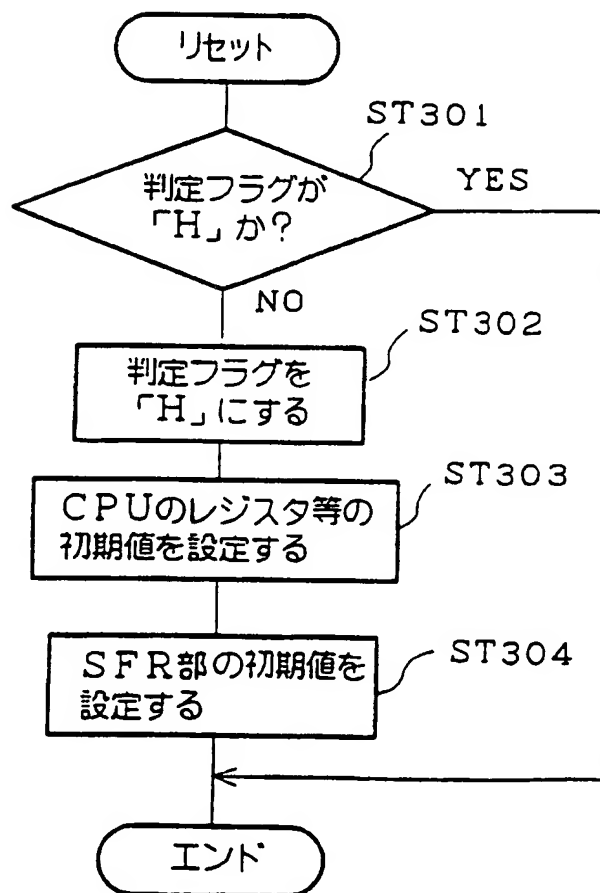 リセット
ST301
判定フラグが
「H」か?
YES
NO
ST302
判定フラグを
「H」にする
ST303
CPUのレジスタ等の
初期値を設定する
ST304
SFR部の初期値を
設定する
エンド